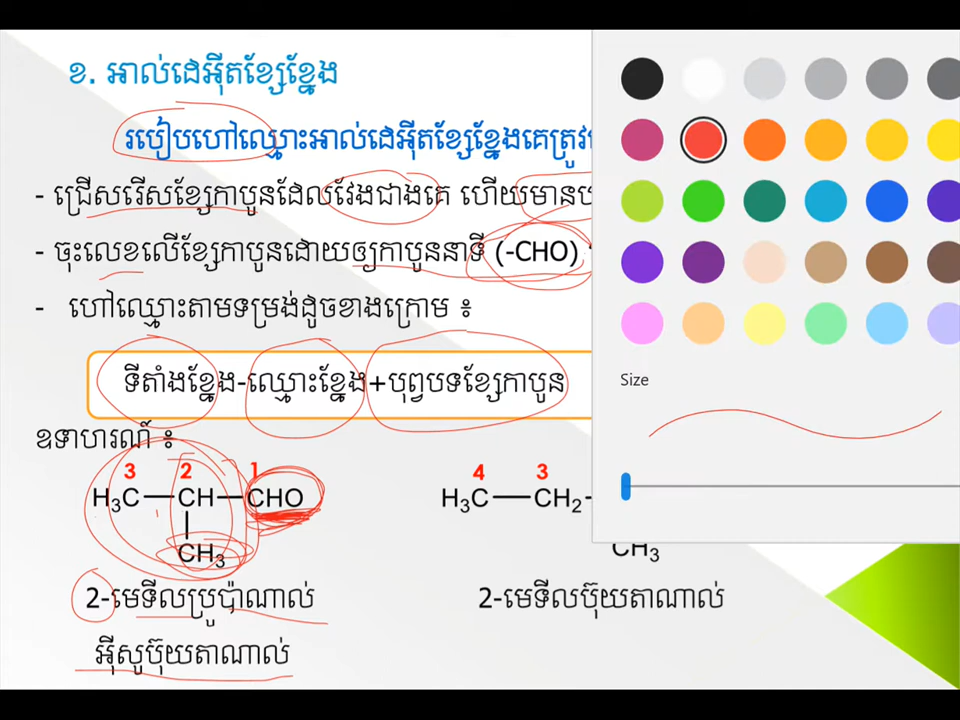 ខ. អាល់ដេអ៊ីតខ្សែខ្នែង
របៀបហៅឈ្មោះអាល់ដេអ៊ីតខ្សែខ្នែងគេត្រូវ
- ជ្រើសរើសខ្សែកាបូនដែលវែងជាងគេ ហើយមាន
- ចុះលេខលើខ្សែកាបូនដោយឲ្យកាបូននាទី (-CHO)
- ហៅឈ្មោះតាមទម្រង់ដូចខាងក្រោម ៖
ទីតាំងខ្នែង-ឈ្មោះខ្នែង+បុព្វបទខ្សែកាបូន
Size
ឧទាហរណ៍ ៖
3 2 1
H₃C—CH—CHO
CH₃
2-មេទីលប្រូប៉ាណាល់
អ៊ីសូប៊ុយតាណាល់
4 3
H₃C—CH₂-
CH₃
2-មេទីលប៊ុយតាណាល់